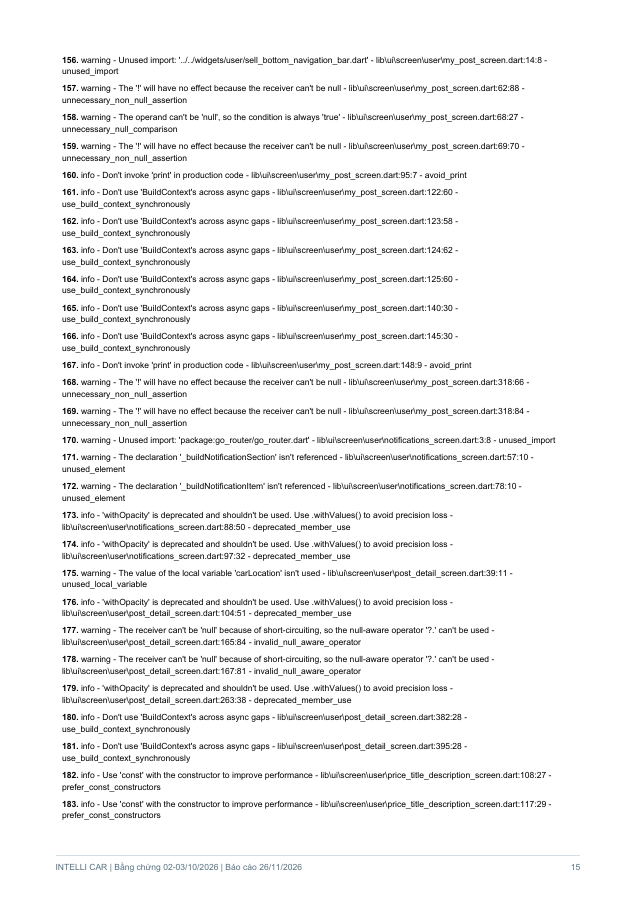 156. warning - Unused import: '../../widgets/user/sell_bottom_navigation_bar.dart' - lib\ui\screen\user\my_post_screen.dart:14:8 -
unused_import
157. warning - The '!' will have no effect because the receiver can't be null - lib\ui\screen\user\my_post_screen.dart:62:88 -
unnecessary_non_null_assertion
158. warning - The operand can't be 'null', so the condition is always 'true' - lib\ui\screen\user\my_post_screen.dart:68:27 -
unnecessary_null_comparison
159. warning - The '!' will have no effect because the receiver can't be null - lib\ui\screen\user\my_post_screen.dart:69:70 -
unnecessary_non_null_assertion
160. info - Don't invoke 'print' in production code - lib\ui\screen\user\my_post_screen.dart:95:7 - avoid_print
161. info - Don't use 'BuildContext's across async gaps - lib\ui\screen\user\my_post_screen.dart:122:60 -
use_build_context_synchronously
162. info - Don't use 'BuildContext's across async gaps - lib\ui\screen\user\my_post_screen.dart:123:58 -
use_build_context_synchronously
163. info - Don't use 'BuildContext's across async gaps - lib\ui\screen\user\my_post_screen.dart:124:62 -
use_build_context_synchronously
164. info - Don't use 'BuildContext's across async gaps - lib\ui\screen\user\my_post_screen.dart:125:60 -
use_build_context_synchronously
165. info - Don't use 'BuildContext's across async gaps - lib\ui\screen\user\my_post_screen.dart:140:30 -
use_build_context_synchronously
166. info - Don't use 'BuildContext's across async gaps - lib\ui\screen\user\my_post_screen.dart:145:30 -
use_build_context_synchronously
167. info - Don't invoke 'print' in production code - lib\ui\screen\user\my_post_screen.dart:148:9 - avoid_print
168. warning - The '!' will have no effect because the receiver can't be null - lib\ui\screen\user\my_post_screen.dart:318:66 -
unnecessary_non_null_assertion
169. warning - The '!' will have no effect because the receiver can't be null - lib\ui\screen\user\my_post_screen.dart:318:84 -
unnecessary_non_null_assertion
170. warning - Unused import: 'package:go_router/go_router.dart' - lib\ui\screen\user\notifications_screen.dart:3:8 - unused_import
171. warning - The declaration '_buildNotificationSection' isn't referenced - lib\ui\screen\user\notifications_screen.dart:57:10 -
unused_element
172. warning - The declaration '_buildNotificationItem' isn't referenced - lib\ui\screen\user\notifications_screen.dart:78:10 -
unused_element
173. info - 'withOpacity' is deprecated and shouldn't be used. Use .withValues() to avoid precision loss -
lib\ui\screen\user\notifications_screen.dart:88:50 - deprecated_member_use
174. info - 'withOpacity' is deprecated and shouldn't be used. Use .withValues() to avoid precision loss -
lib\ui\screen\user\notifications_screen.dart:97:32 - deprecated_member_use
175. warning - The value of the local variable 'carLocation' isn't used - lib\ui\screen\user\post_detail_screen.dart:39:11 -
unused_local_variable
176. info - 'withOpacity' is deprecated and shouldn't be used. Use .withValues() to avoid precision loss -
lib\ui\screen\user\post_detail_screen.dart:104:51 - deprecated_member_use
177. warning - The receiver can't be 'null' because of short-circuiting, so the null-aware operator '?.' can't be used -
lib\ui\screen\user\post_detail_screen.dart:165:84 - invalid_null_aware_operator
178. warning - The receiver can't be 'null' because of short-circuiting, so the null-aware operator '?.' can't be used -
lib\ui\screen\user\post_detail_screen.dart:167:81 - invalid_null_aware_operator
179. info - 'withOpacity' is deprecated and shouldn't be used. Use .withValues() to avoid precision loss -
lib\ui\screen\user\post_detail_screen.dart:263:38 - deprecated_member_use
180. info - Don't use 'BuildContext's across async gaps - lib\ui\screen\user\post_detail_screen.dart:382:28 -
use_build_context_synchronously
181. info - Don't use 'BuildContext's across async gaps - lib\ui\screen\user\post_detail_screen.dart:395:28 -
use_build_context_synchronously
182. info - Use 'const' with the constructor to improve performance - lib\ui\screen\user\price_title_description_screen.dart:108:27 -
prefer_const_constructors
183. info - Use 'const' with the constructor to improve performance - lib\ui\screen\user\price_title_description_screen.dart:117:29 -
prefer_const_constructors
INTELLI CAR | Bằng chứng 02-03/10/2026 | Báo cáo 26/11/2026 15